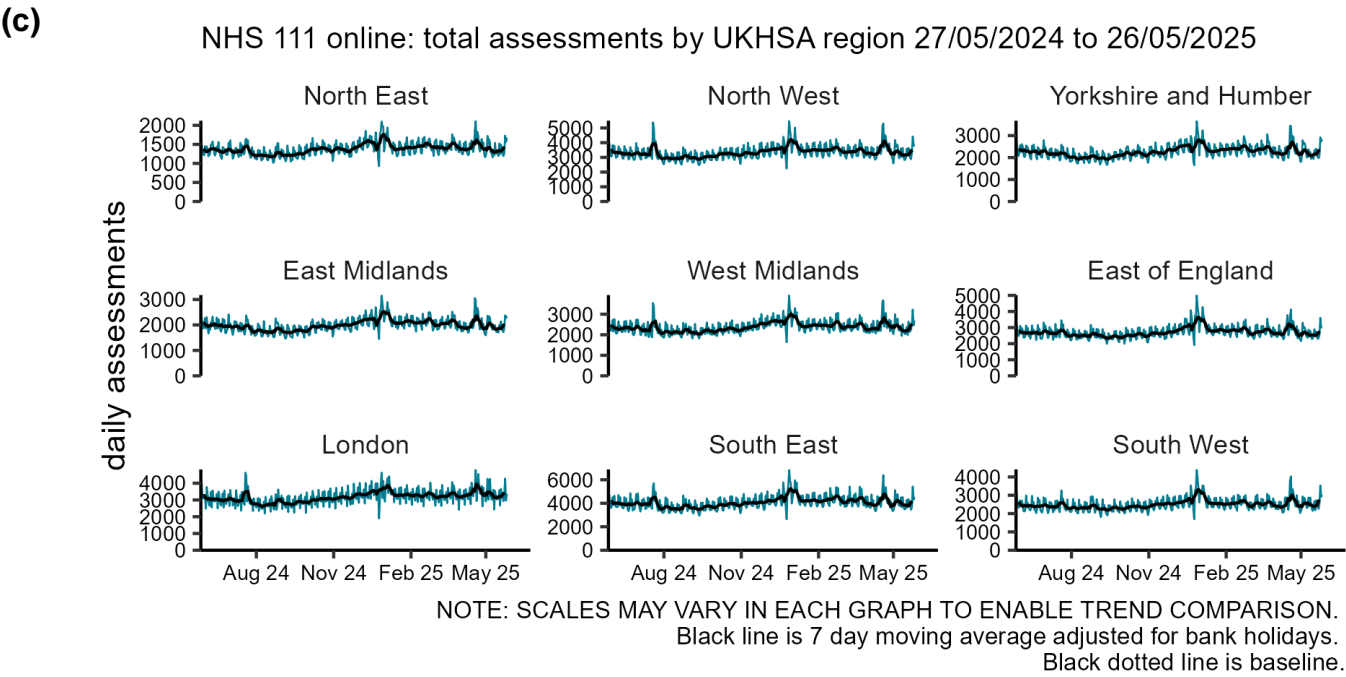 (c)
NHS 111 online: total assessments by UKHSA region 27/05/2024 to 26/05/2025
daily assessments
North East
2000
1500
1000
500
0
North West
5000
4000
3000
2000
1000
0
Yorkshire and Humber
3000
2000
1000
0
East Midlands
3000
2000
1000
0
West Midlands
3000
2000
1000
0
East of England
5000
4000
3000
2000
1000
0
London
4000
3000
2000
1000
0
Aug 24 Nov 24 Feb 25 May 25
South East
6000
4000
2000
0
Aug 24 Nov 24 Feb 25 May 25
South West
4000
3000
2000
1000
0
Aug 24 Nov 24 Feb 25 May 25
NOTE: SCALES MAY VARY IN EACH GRAPH TO ENABLE TREND COMPARISON.
Black line is 7 day moving average adjusted for bank holidays.
Black dotted line is baseline.